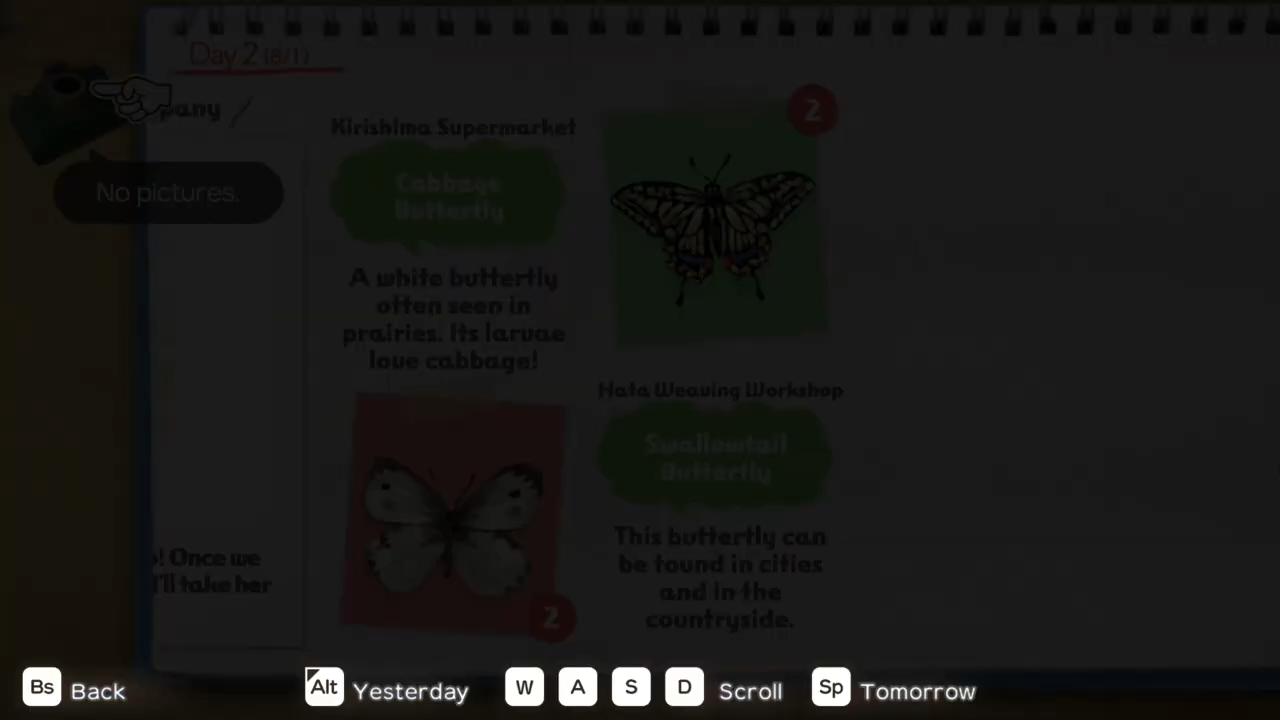 Day 2 (8/1)
pany
No pictures.
Kirishima Supermarket
Cabbage
Butterfly
A white butterfly
often seen in
prairies. Its larvae
love cabbage!
2
2
Hata Weaving Workshop
Swallowtail
Butterfly
This butterfly can
be found in cities
and in the
countryside.
! Once we
I'll take her
Bs Back
Alt Yesterday
W A S D Scroll
Sp Tomorrow